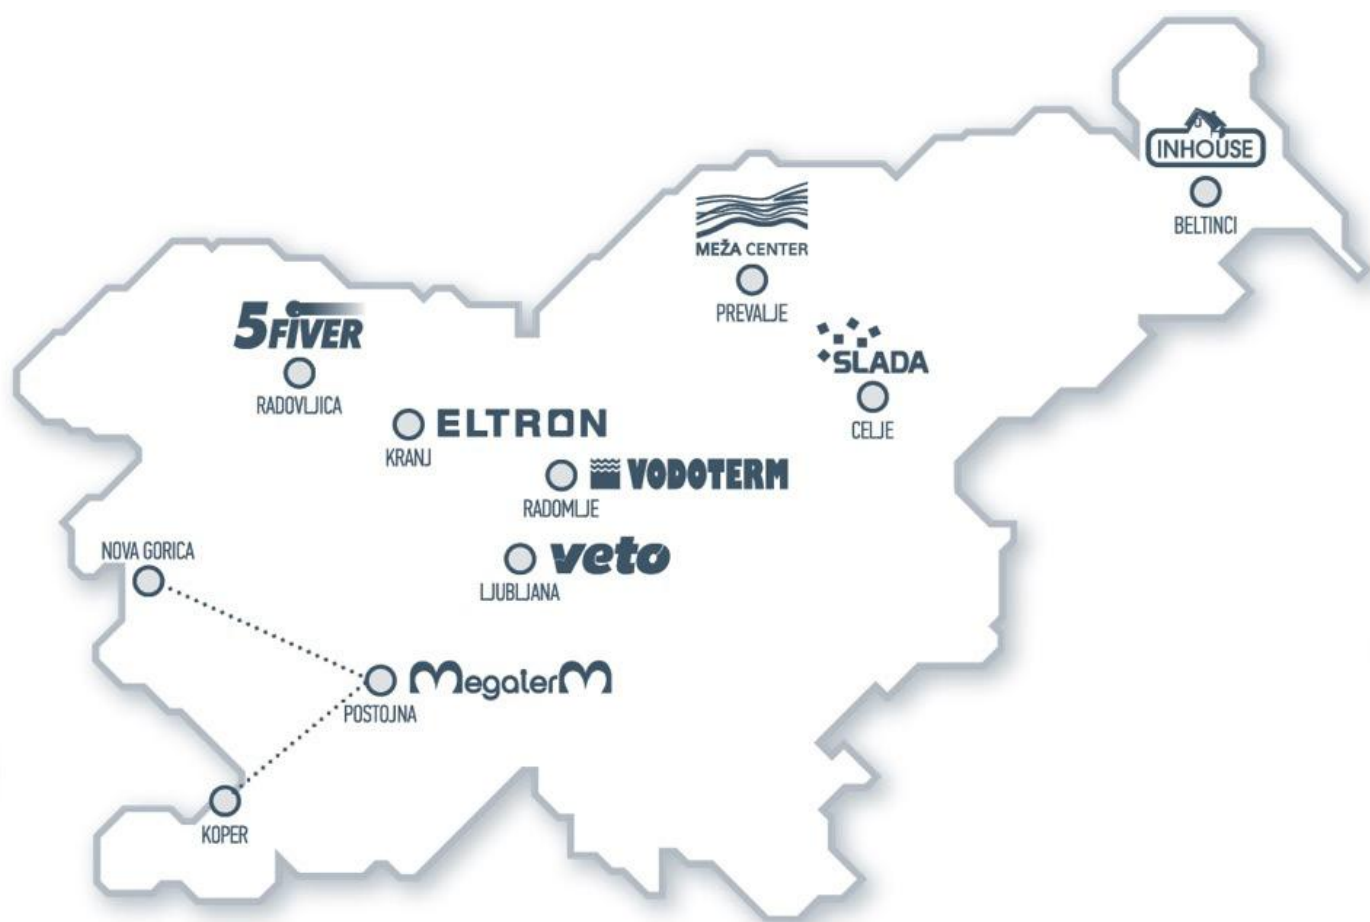 INHOUSE
BELTINCI
MEŽA CENTER
PREVALJE
5FIVER
RADOVLJICA
SLADA
CELJE
ELTRON
KRANJ
VODOTERM
RADOMLJE
NOVA GORICA
veto
LJUBLJANA
MegaterM
POSTOJNA
KOPER